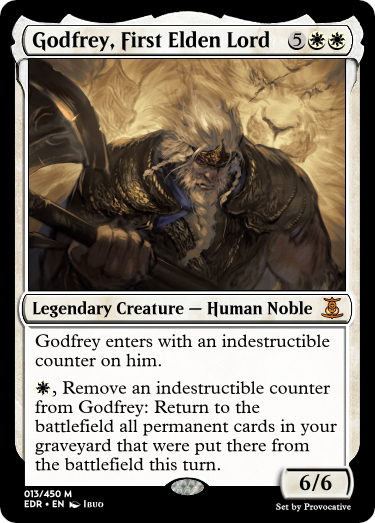 Godfrey, First Elden Lord 5
Legendary Creature — Human Noble
Godfrey enters with an indestructible
counter on him.
, Remove an indestructible counter
from Godfrey: Return to the
battlefield all permanent cards in your
graveyard that were put there from
the battlefield this turn.
6/6
013/450 M
EDR • EN Ibuo
Set by Provocative